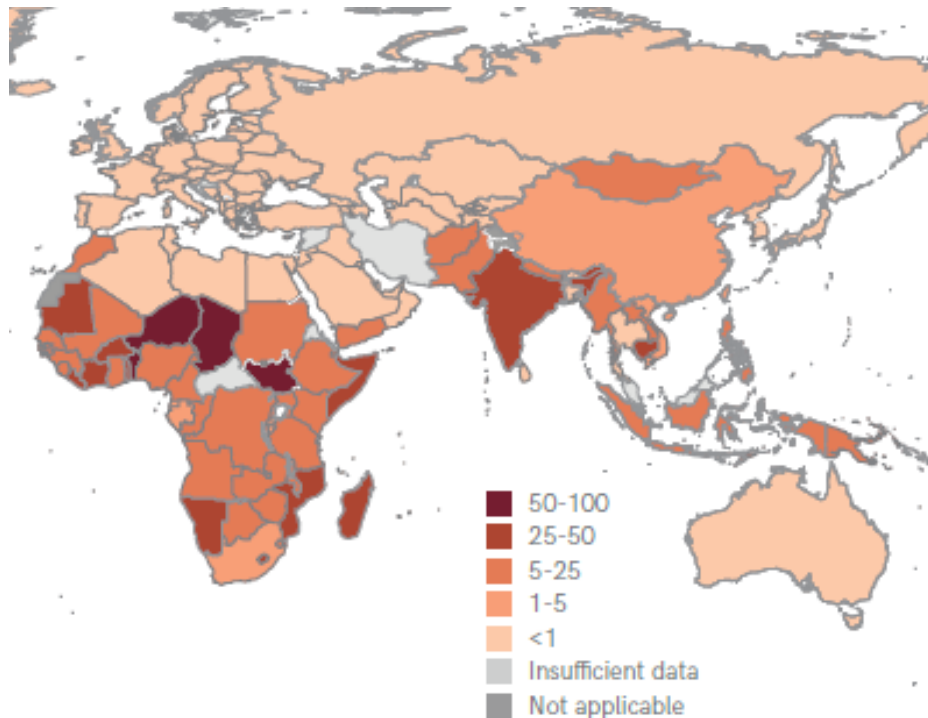 50-100
25-50
5-25
1-5
<1
Insufficient data
Not applicable